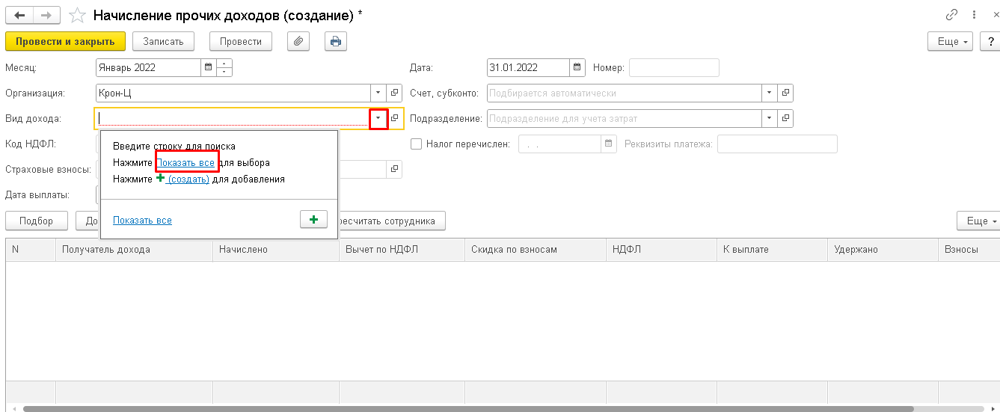 Начисление прочих доходов (создание) *
Провести и закрыть Записать Провести Еще ?
Месяц: Январь 2022 Дата: 31.01.2022 Номер:
Организация: Крон-Ц Счет, субконто: Подбирается автоматически
Вид дохода: Подразделение: Подразделение для учета затрат
Код НДФЛ: Налог перечислен: . . Реквизиты платежа:
Введите строку для поиска
Нажмите Показать все для выбора
Страховые взносы:
Нажмите + (создать) для добавления
Дата выплаты:
Показать все +
Подбор До ресчитать сотрудника Еще
N Получатель дохода Начислено Вычет по НДФЛ Скидка по взносам НДФЛ К выплате Удержано Взносы